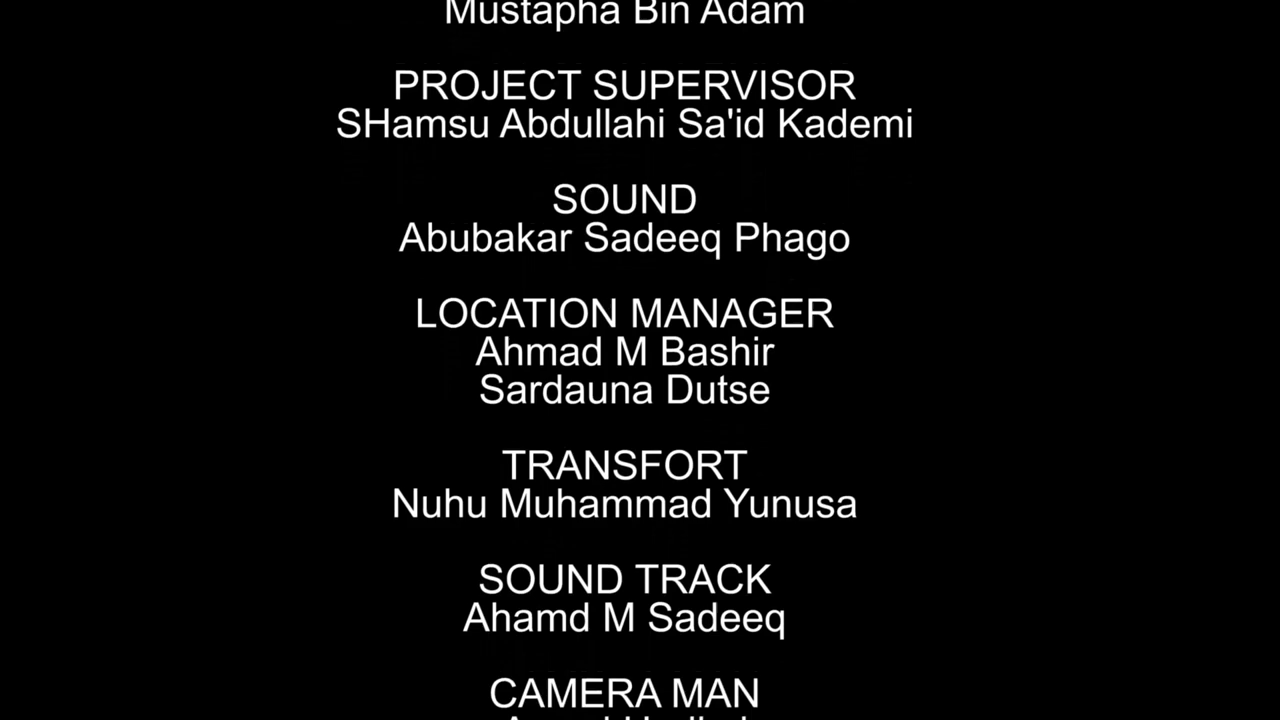 Mustapha Bin Adam
PROJECT SUPERVISOR
SHamsu Abdullahi Sa'id Kademi
SOUND
Abubakar Sadeeq Phago
LOCATION MANAGER
Ahmad M Bashir
Sardauna Dutse
TRANSFORT
Nuhu Muhammad Yunusa
SOUND TRACK
Ahamd M Sadeeq
CAMERA MAN